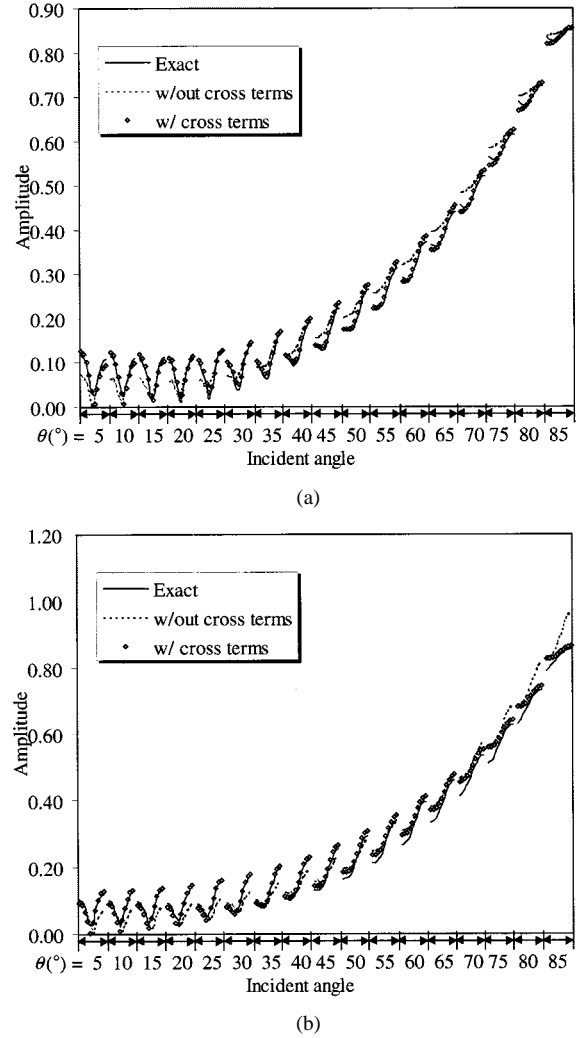 0.90
0.80
0.70
0.60
0.50
0.40
0.30
0.20
0.10
0.00
Amplitude
Exact
w/out cross terms
w/ cross terms
θ(°) = 5 10 15 20 25 30 35 40 45 50 55 60 65 70 75 80 85
Incident angle
(a)
1.20
1.00
0.80
0.60
0.40
0.20
0.00
Amplitude
Exact
w/out cross terms
w/ cross terms
θ(°) = 5 10 15 20 25 30 35 40 45 50 55 60 65 70 75 80 85
Incident angle
(b)